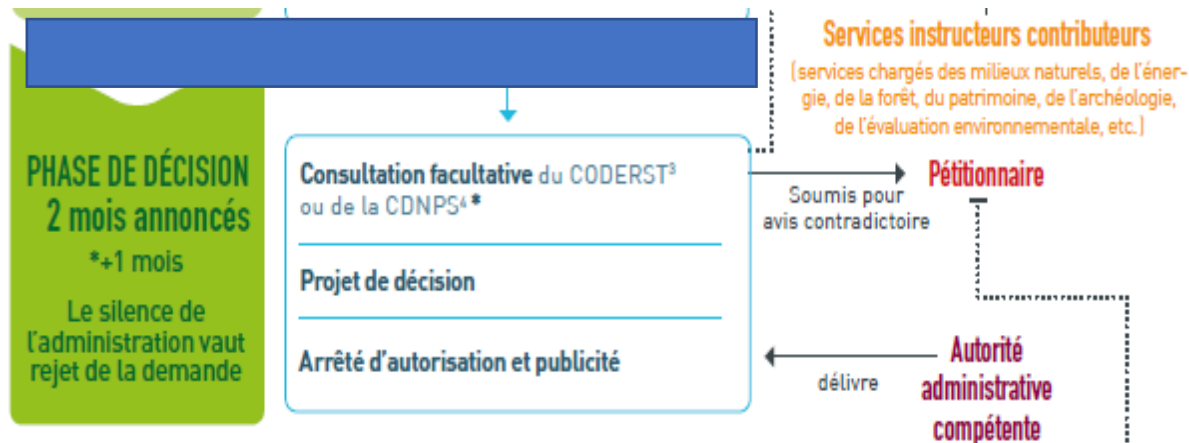 Services instructeurs contributeurs
(services chargés des milieux naturels, de l'éner-
gie, de la forêt, du patrimoine, de l'archéologie,
de l'évaluation environnementale, etc.)
PHASE DE DÉCISION
2 mois annoncés
*+1 mois
Le silence de
l'administration vaut
rejet de la demande
Consultation facultative du CODERST³
ou de la CDNPS⁴ *
Projet de décision
Arrêté d'autorisation et publicité
Soumis pour
avis contradictoire
Pétitionnaire
délivre
Autorité
administrative
compétente